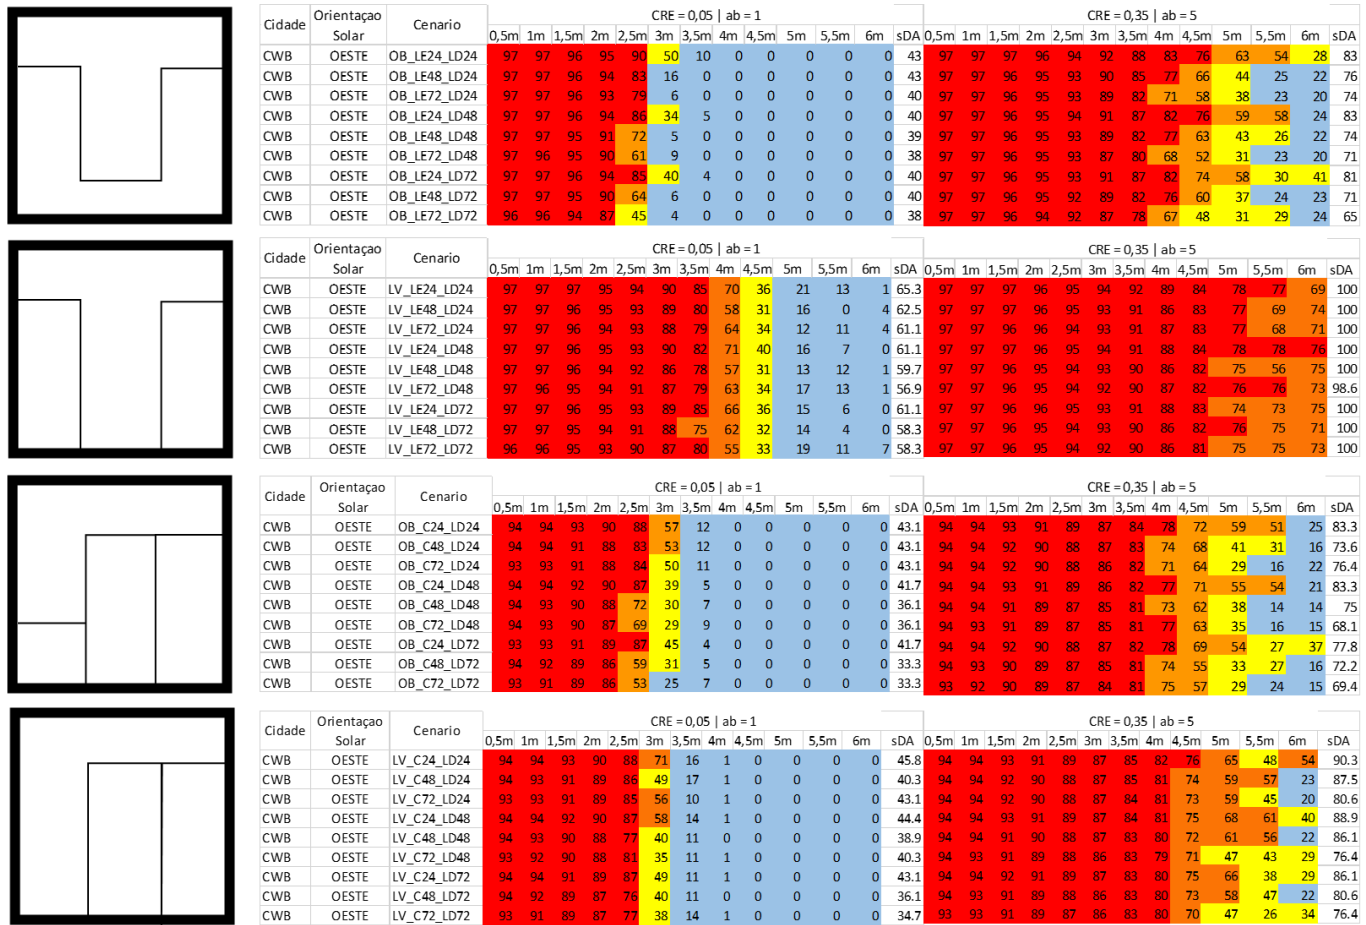 Cidade Orientaçao Solar Cenario CRE = 0,05 | ab = 1 CRE = 0,35 | ab = 5
0,5m 1m 1,5m 2m 2,5m 3m 3,5m 4m 4,5m 5m 5,5m 6m sDA 0,5m 1m 1,5m 2m 2,5m 3m 3,5m 4m 4,5m 5m 5,5m 6m sDA
CWB OESTE OB_LE24_LD24 97 97 96 95 90 50 10 0 0 0 0 0 43 97 97 96 96 94 92 88 83 76 63 54 28 83
CWB OESTE OB_LE48_LD24 97 97 96 94 83 16 0 0 0 0 0 0 40 97 97 96 95 93 90 85 77 66 44 25 22 76
CWB OESTE OB_LE72_LD24 97 97 96 93 79 6 0 0 0 0 0 0 40 97 97 96 95 93 89 82 71 58 38 23 20 74
CWB OESTE OB_LE24_LD48 97 97 96 94 86 34 5 0 0 0 0 0 40 97 97 96 95 94 91 87 82 76 59 58 24 83
CWB OESTE OB_LE48_LD48 97 97 95 91 72 5 0 0 0 0 0 0 39 97 97 96 95 93 89 82 77 63 43 26 22 74
CWB OESTE OB_LE72_LD48 97 96 95 90 61 9 0 0 0 0 0 0 38 97 97 96 95 93 87 80 68 52 31 23 20 71
CWB OESTE OB_LE24_LD72 97 97 96 94 85 40 4 0 0 0 0 0 40 97 97 96 95 93 91 87 82 74 58 30 41 81
CWB OESTE OB_LE48_LD72 97 97 95 90 64 6 0 0 0 0 0 0 40 97 97 96 95 92 89 82 76 60 37 24 23 71
CWB OESTE OB_LE72_LD72 96 96 94 87 45 4 0 0 0 0 0 0 38 97 97 96 94 92 87 78 67 48 31 29 24 65
Cidade Orientaçao Solar Cenario CRE = 0,05 | ab = 1 CRE = 0,35 | ab = 5
0,5m 1m 1,5m 2m 2,5m 3m 3,5m 4m 4,5m 5m 5,5m 6m sDA 0,5m 1m 1,5m 2m 2,5m 3m 3,5m 4m 4,5m 5m 5,5m 6m sDA
CWB OESTE LV_LE24_LD24 97 97 97 95 94 90 85 70 36 21 13 1 65.3 97 97 97 96 95 94 92 89 84 78 77 69 100
CWB OESTE LV_LE48_LD24 97 97 96 95 93 89 80 58 31 16 0 4 62.5 97 97 96 96 95 93 91 86 83 77 69 74 100
CWB OESTE LV_LE72_LD24 97 97 96 94 93 88 79 64 34 12 11 4 61.1 97 97 96 96 94 93 91 87 83 77 68 71 100
CWB OESTE LV_LE24_LD48 97 97 96 95 93 90 82 71 40 16 7 0 61.1 97 97 97 96 95 94 91 88 84 78 78 76 100
CWB OESTE LV_LE48_LD48 97 97 96 94 92 86 78 57 31 13 12 1 59.7 97 97 96 96 94 93 90 86 82 75 56 75 100
CWB OESTE LV_LE72_LD48 97 96 95 94 91 87 79 63 34 17 13 1 56.9 97 97 96 95 94 92 90 87 82 76 76 73 98.6
CWB OESTE LV_LE24_LD72 97 97 96 95 93 89 85 66 36 15 6 0 61.1 97 97 96 96 95 93 91 88 83 74 73 75 100
CWB OESTE LV_LE48_LD72 97 97 95 94 91 88 75 62 32 14 4 0 58.3 97 97 96 95 94 93 90 86 82 76 75 71 100
CWB OESTE LV_LE72_LD72 96 96 95 93 90 87 80 55 33 19 11 7 58.3 97 97 96 95 94 92 90 86 81 75 75 73 100
Cidade Orientaçao Solar Cenario CRE = 0,05 | ab = 1 CRE = 0,35 | ab = 5
0,5m 1m 1,5m 2m 2,5m 3m 3,5m 4m 4,5m 5m 5,5m 6m sDA 0,5m 1m 1,5m 2m 2,5m 3m 3,5m 4m 4,5m 5m 5,5m 6m sDA
CWB OESTE OB_C24_LD24 94 94 93 90 88 57 12 0 0 0 0 0 43.1 94 94 93 91 89 87 84 78 72 59 51 25 83.3
CWB OESTE OB_C48_LD24 94 94 91 88 83 53 12 0 0 0 0 0 43.1 94 94 92 90 88 87 83 74 68 41 31 16 73.6
CWB OESTE OB_C72_LD24 93 93 91 88 84 50 11 0 0 0 0 0 43.1 94 94 92 90 88 86 82 71 64 29 16 22 76.4
CWB OESTE OB_C24_LD48 94 94 92 90 87 39 5 0 0 0 0 0 41.7 94 94 93 91 89 86 82 77 71 55 54 21 83.3
CWB OESTE OB_C48_LD48 94 93 90 88 72 30 7 0 0 0 0 0 36.1 94 94 91 89 87 85 81 73 62 38 14 14 75
CWB OESTE OB_C72_LD48 94 93 90 87 69 29 9 0 0 0 0 0 36.1 94 93 91 89 87 85 81 77 63 35 16 15 68.1
CWB OESTE OB_C24_LD72 93 93 91 89 87 45 4 0 0 0 0 0 41.7 94 94 92 90 88 87 82 78 69 54 27 37 77.8
CWB OESTE OB_C48_LD72 94 92 89 86 59 31 5 0 0 0 0 0 33.3 94 93 90 89 87 85 81 74 55 33 27 16 72.2
CWB OESTE OB_C72_LD72 93 91 89 86 53 25 7 0 0 0 0 0 33.3 93 92 90 89 87 84 81 75 57 29 24 15 69.4
Cidade Orientaçao Solar Cenario CRE = 0,05 | ab = 1 CRE = 0,35 | ab = 5
0,5m 1m 1,5m 2m 2,5m 3m 3,5m 4m 4,5m 5m 5,5m 6m sDA 0,5m 1m 1,5m 2m 2,5m 3m 3,5m 4m 4,5m 5m 5,5m 6m sDA
CWB OESTE LV_C24_LD24 94 94 93 90 88 71 16 1 0 0 0 0 45.8 94 94 93 91 89 87 85 82 76 65 48 54 90.3
CWB OESTE LV_C48_LD24 94 93 91 89 86 49 17 1 0 0 0 0 40.3 94 94 92 90 88 87 85 81 74 59 57 23 87.5
CWB OESTE LV_C72_LD24 93 93 91 89 85 56 10 1 0 0 0 0 43.1 94 94 92 90 88 87 84 81 73 59 45 20 80.6
CWB OESTE LV_C24_LD48 94 94 92 90 87 58 14 1 0 0 0 0 44.4 94 94 93 91 89 87 84 81 75 68 61 40 88.9
CWB OESTE LV_C48_LD48 94 93 90 88 77 40 11 0 0 0 0 0 38.9 94 94 91 90 88 87 83 80 72 61 56 22 86.1
CWB OESTE LV_C72_LD48 93 92 90 88 81 35 11 1 0 0 0 0 40.3 94 93 91 89 88 86 83 79 71 47 43 29 76.4
CWB OESTE LV_C24_LD72 94 94 91 89 87 49 11 1 0 0 0 0 43.1 94 94 92 91 89 87 84 80 75 66 38 29 86.1
CWB OESTE LV_C48_LD72 94 92 89 87 76 40 11 0 0 0 0 0 36.1 94 94 91 89 88 86 83 80 73 58 47 22 80.6
CWB OESTE LV_C72_LD72 93 91 89 87 77 38 14 1 0 0 0 0 34.7 93 93 91 89 87 86 83 80 70 47 26 34 76.4